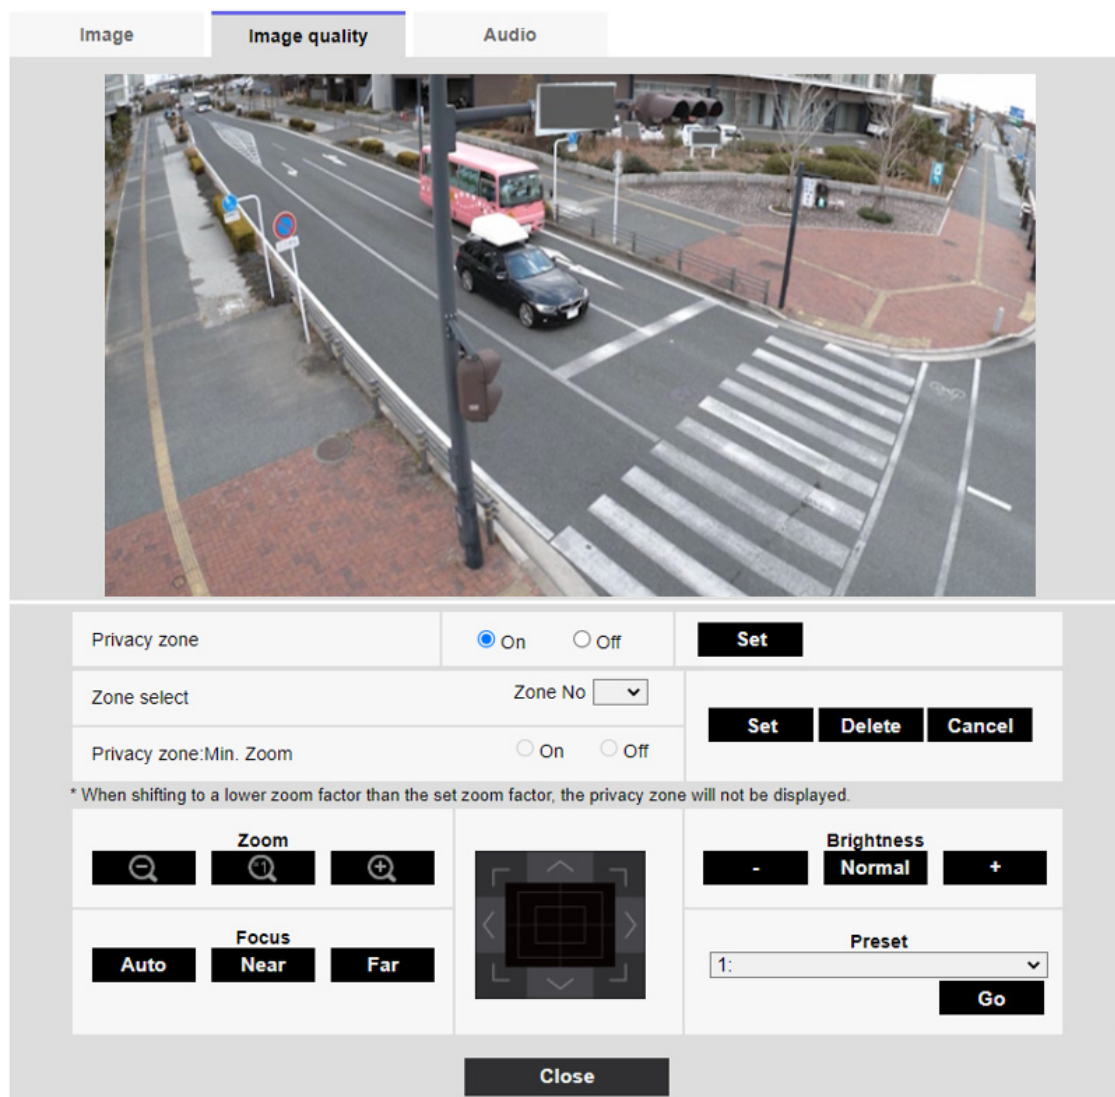 Image Image quality Audio
Privacy zone On Off Set
Zone select Zone No
Set Delete Cancel
Privacy zone:Min. Zoom On Off
* When shifting to a lower zoom factor than the set zoom factor, the privacy zone will not be displayed.
Zoom
Brightness
- Normal +
Focus
Auto Near Far
Preset
1:
Go
Close